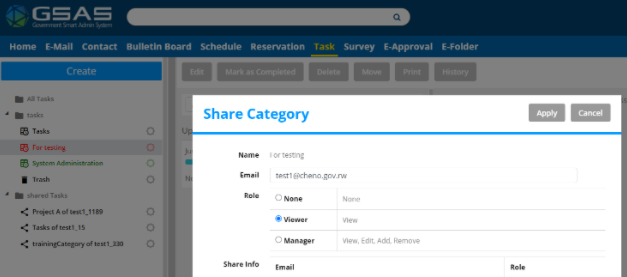 GSAS
Government Smart Admin System
Home E-Mail Contact Bulletin Board Schedule Reservation Task Survey E-Approval E-Folder
Create
Edit Mark as Completed Delete Move Print History
All Tasks
tasks
Tasks
For testing
System Administration
Trash
shared Tasks
Project A of test1_1189
Tasks of test1_15
trainingCategory of test1_330
Share Category
Apply Cancel
Name For testing
Email test1@cheno.gov.rw
Role None None
Viewer View
Manager View, Edit, Add, Remove
Share Info Email Role